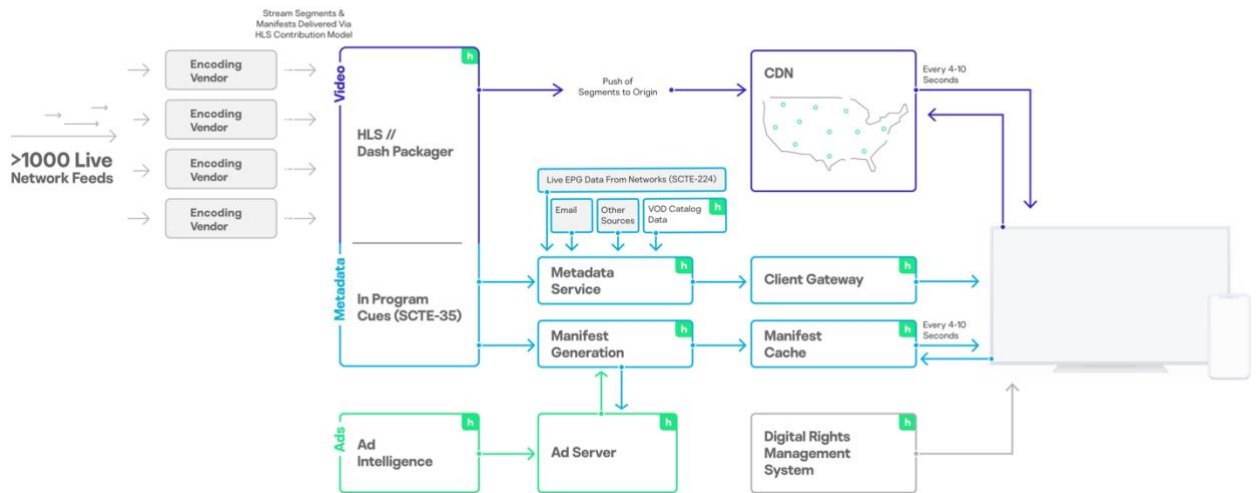 Stream Segments &
Manifests Delivered Via
HLS Contribution Model
>1000 Live
Network Feeds
Encoding
Vendor
Encoding
Vendor
Encoding
Vendor
Encoding
Vendor
Video
h
HLS //
Dash Packager
Metadata
In Program
Cues (SCTE-35)
Push of
Segments to Origin
CDN
Every 4-10
Seconds
Live EPG Data From Networks (SCTE-224)
Email
Other
Sources
VOD Catalog
Data
h
Metadata
Service
h
Client Gateway
h
Manifest
Generation
h
Manifest
Cache
h
Every 4-10
Seconds
Ads
Ad
Intelligence
h
Ad Server
h
Digital Rights
Management
System
h